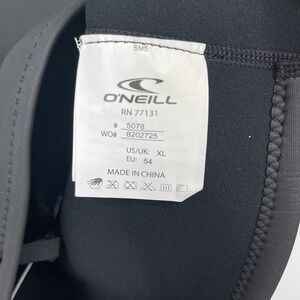 SMS
O'NEILL
RN 77131
# 5078
WO# 8202725
US/UK: XL
EU: 54
MADE IN CHINA